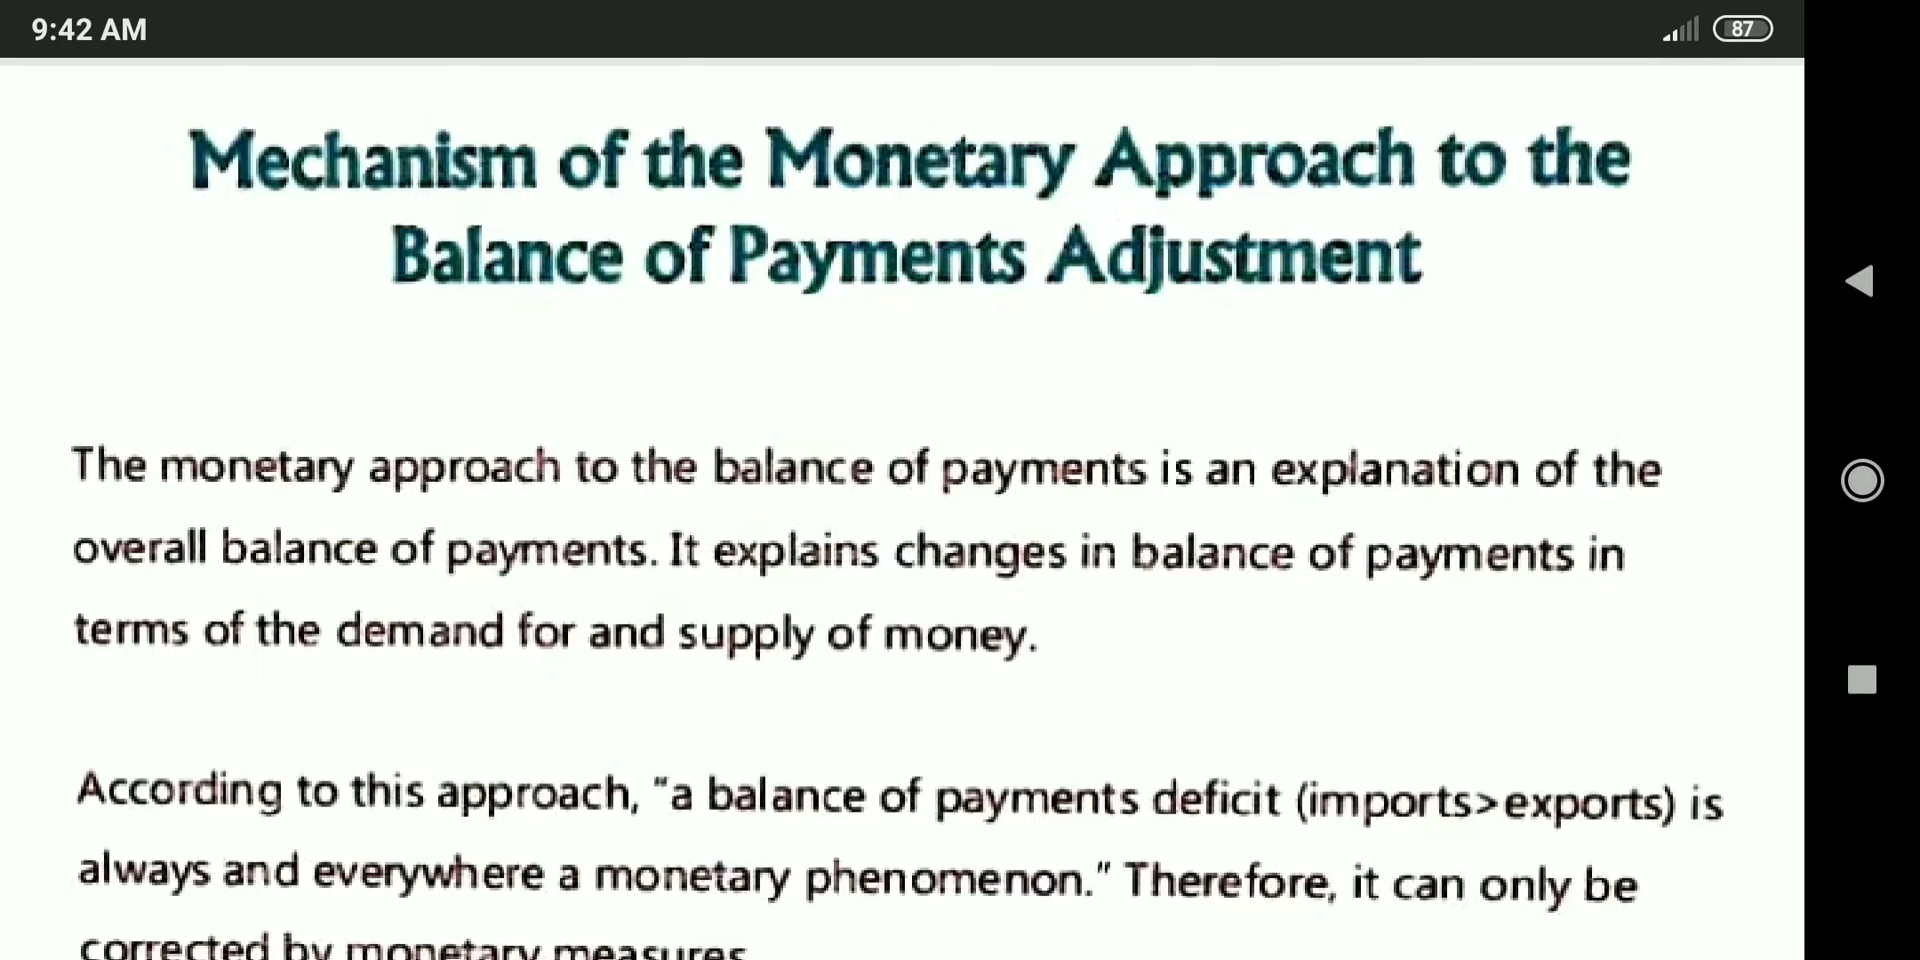 9:42 AM
87
Mechanism of the Monetary Approach to the
Balance of Payments Adjustment
The monetary approach to the balance of payments is an explanation of the
overall balance of payments. It explains changes in balance of payments in
terms of the demand for and supply of money.
According to this approach, "a balance of payments deficit (imports>exports) is
always and everywhere a monetary phenomenon." Therefore, it can only be
corrected by monetary measures.